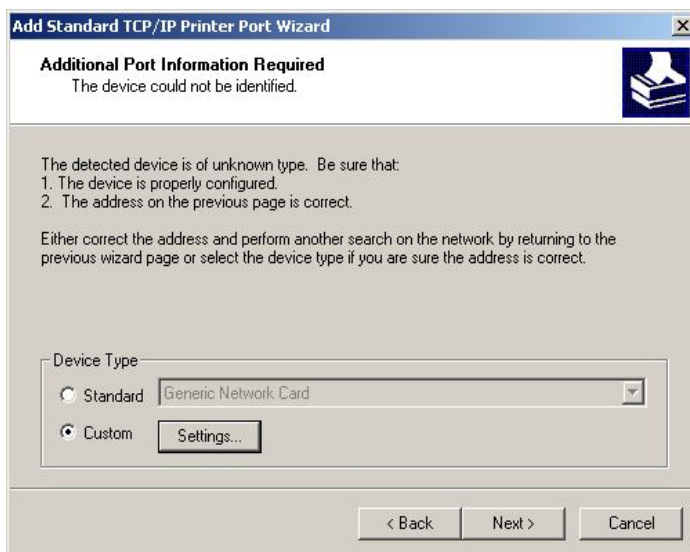 Add Standard TCP/IP Printer Port Wizard
Additional Port Information Required
The device could not be identified.
The detected device is of unknown type. Be sure that:
1. The device is properly configured.
2. The address on the previous page is correct.
Either correct the address and perform another search on the network by returning to the
previous wizard page or select the device type if you are sure the address is correct.
Device Type
Standard Generic Network Card
Custom Settings...
< Back Next > Cancel